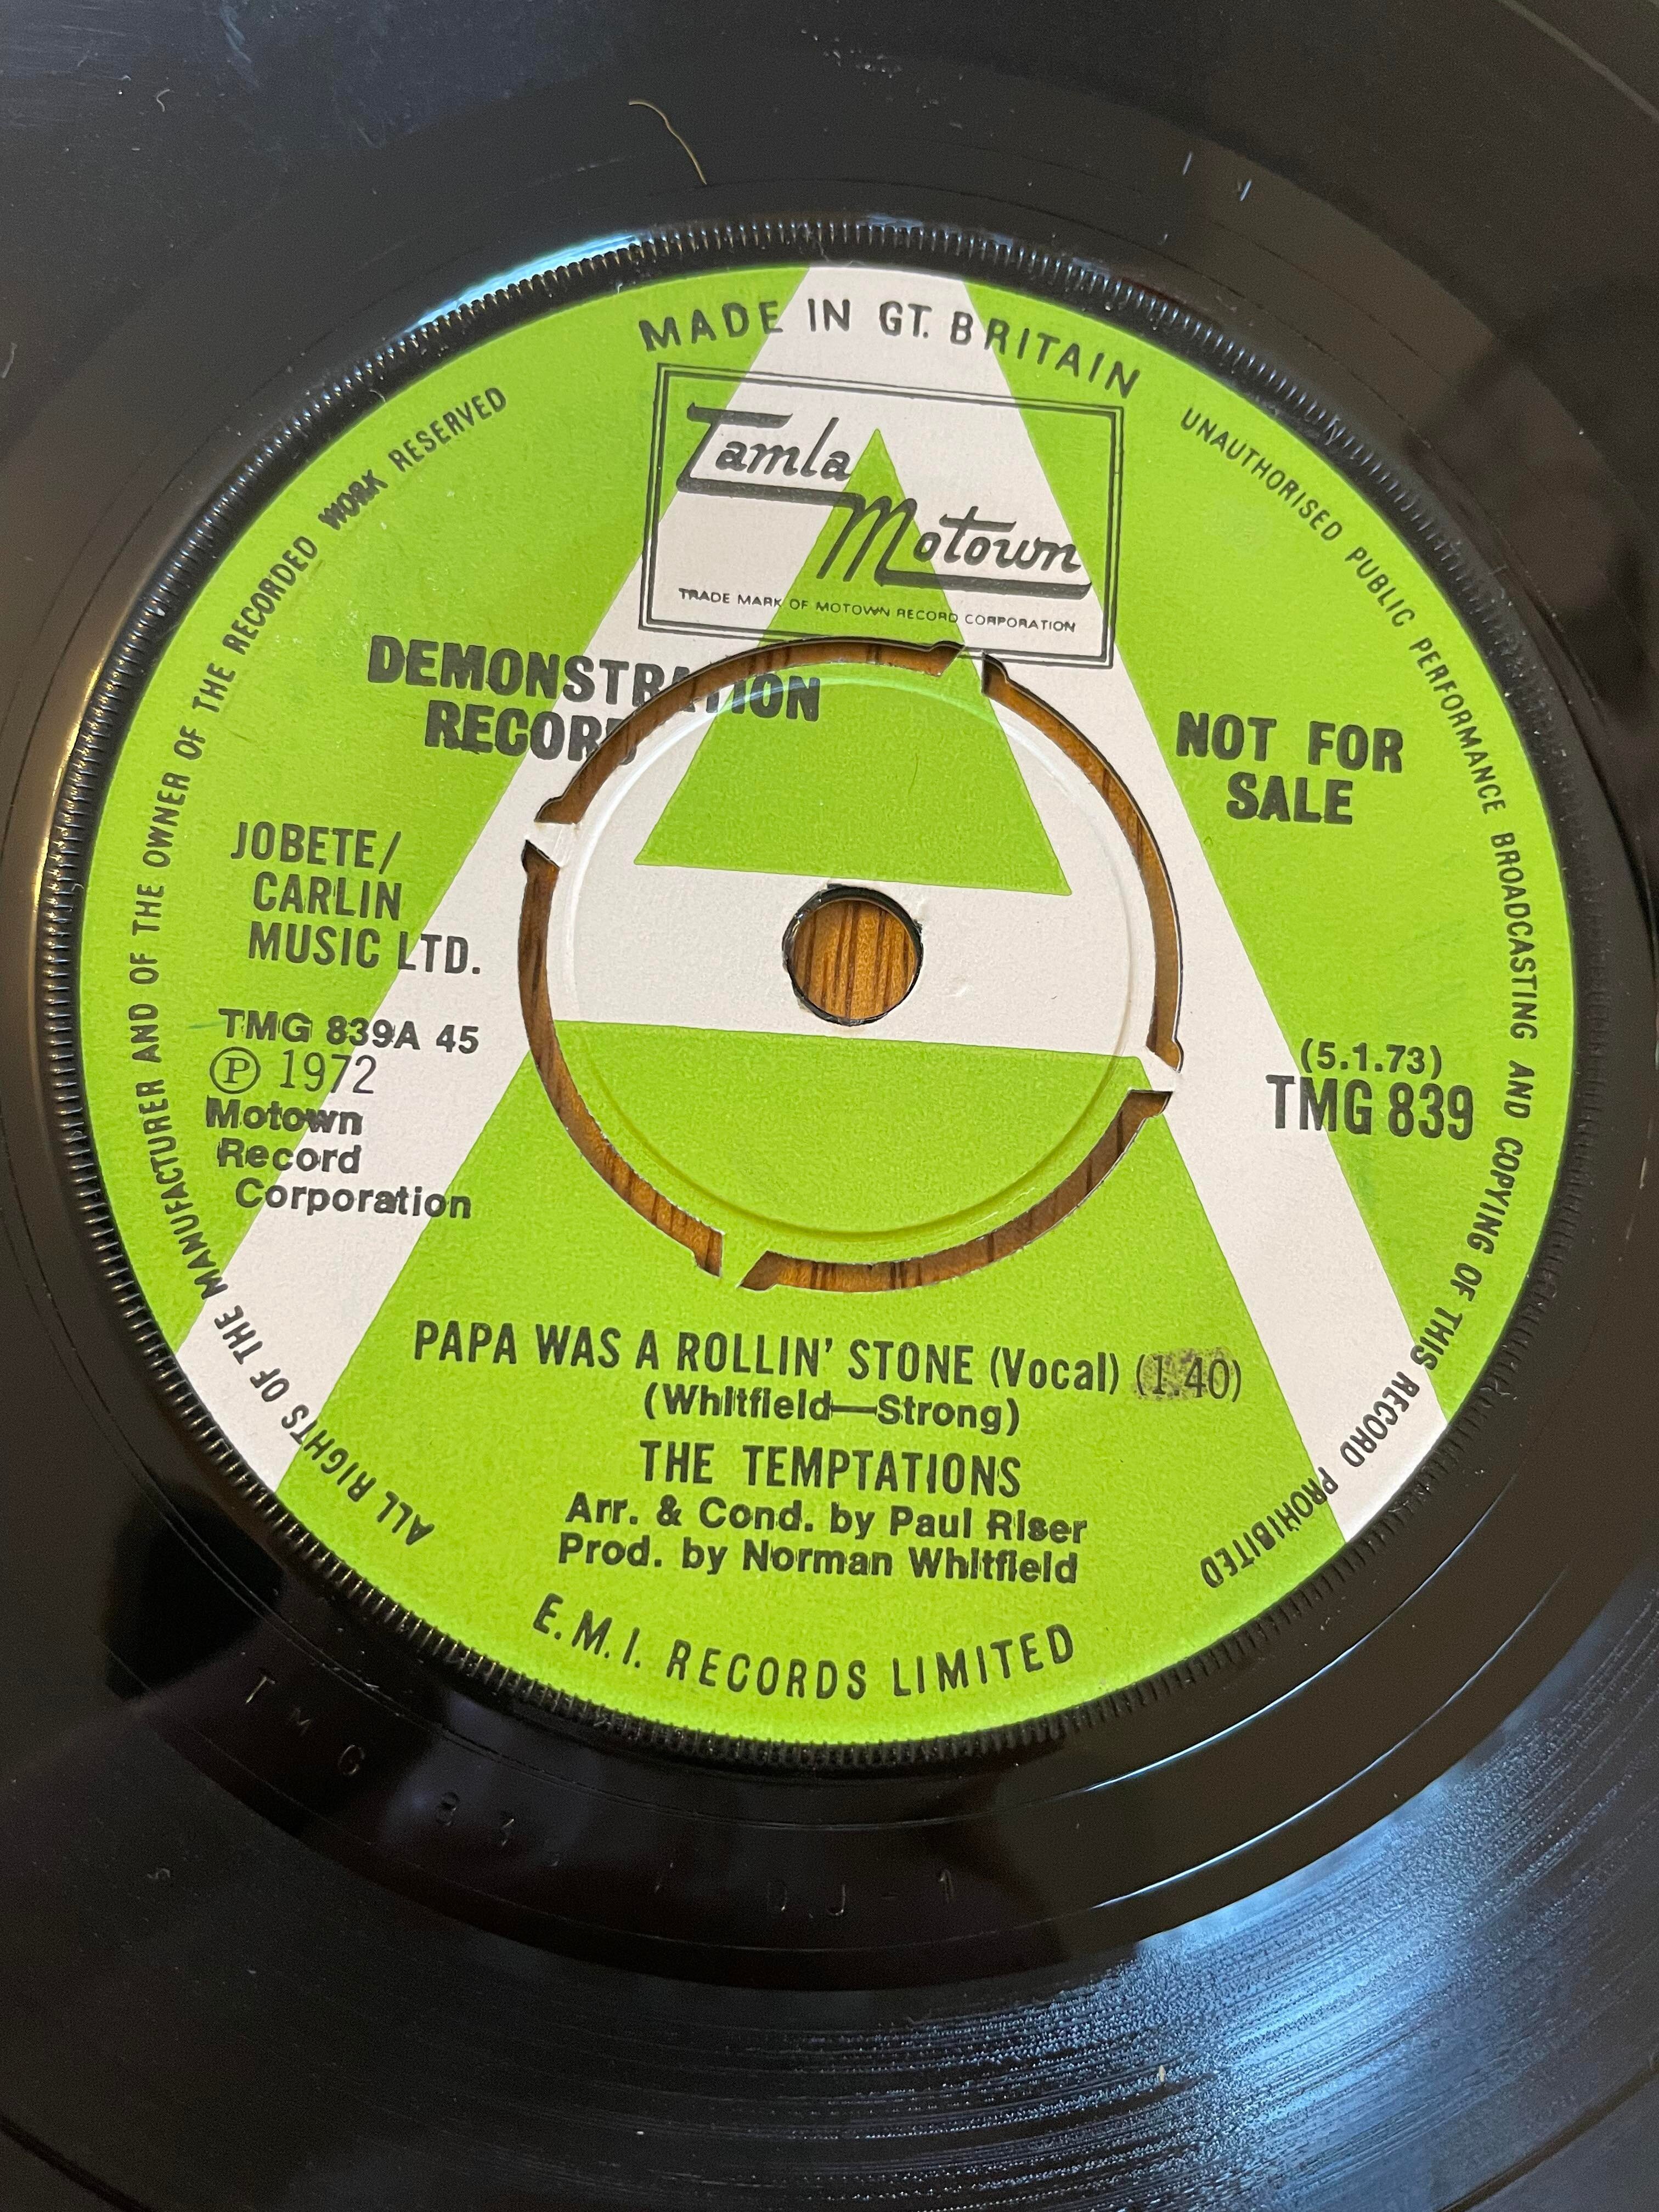 MADE IN GT. BRITAIN
Tamla
Motown
TRADE MARK OF MOTOWN RECORD CORPORATION
UNAUTHORISED PUBLIC PERFORMANCE BROADCASTING AND COPYING OF THIS RECORD PROHIBITED
ALL RIGHTS OF THE MANUFACTURER AND OF THE OWNER OF THE RECORDED WORK RESERVED
DEMONSTRATION
RECORD
NOT FOR
SALE
JOBETE/
CARLIN
MUSIC LTD.
TMG 839A 45
Ⓟ 1972
Motown
Record
Corporation
(5.1.73)
TMG 839
PAPA WAS A ROLLIN' STONE (Vocal) (1.40)
(Whitfield—Strong)
THE TEMPTATIONS
Arr. & Cond. by Paul Riser
Prod. by Norman Whitfield
E.M.I. RECORDS LIMITED
TMG 839 DJ-1